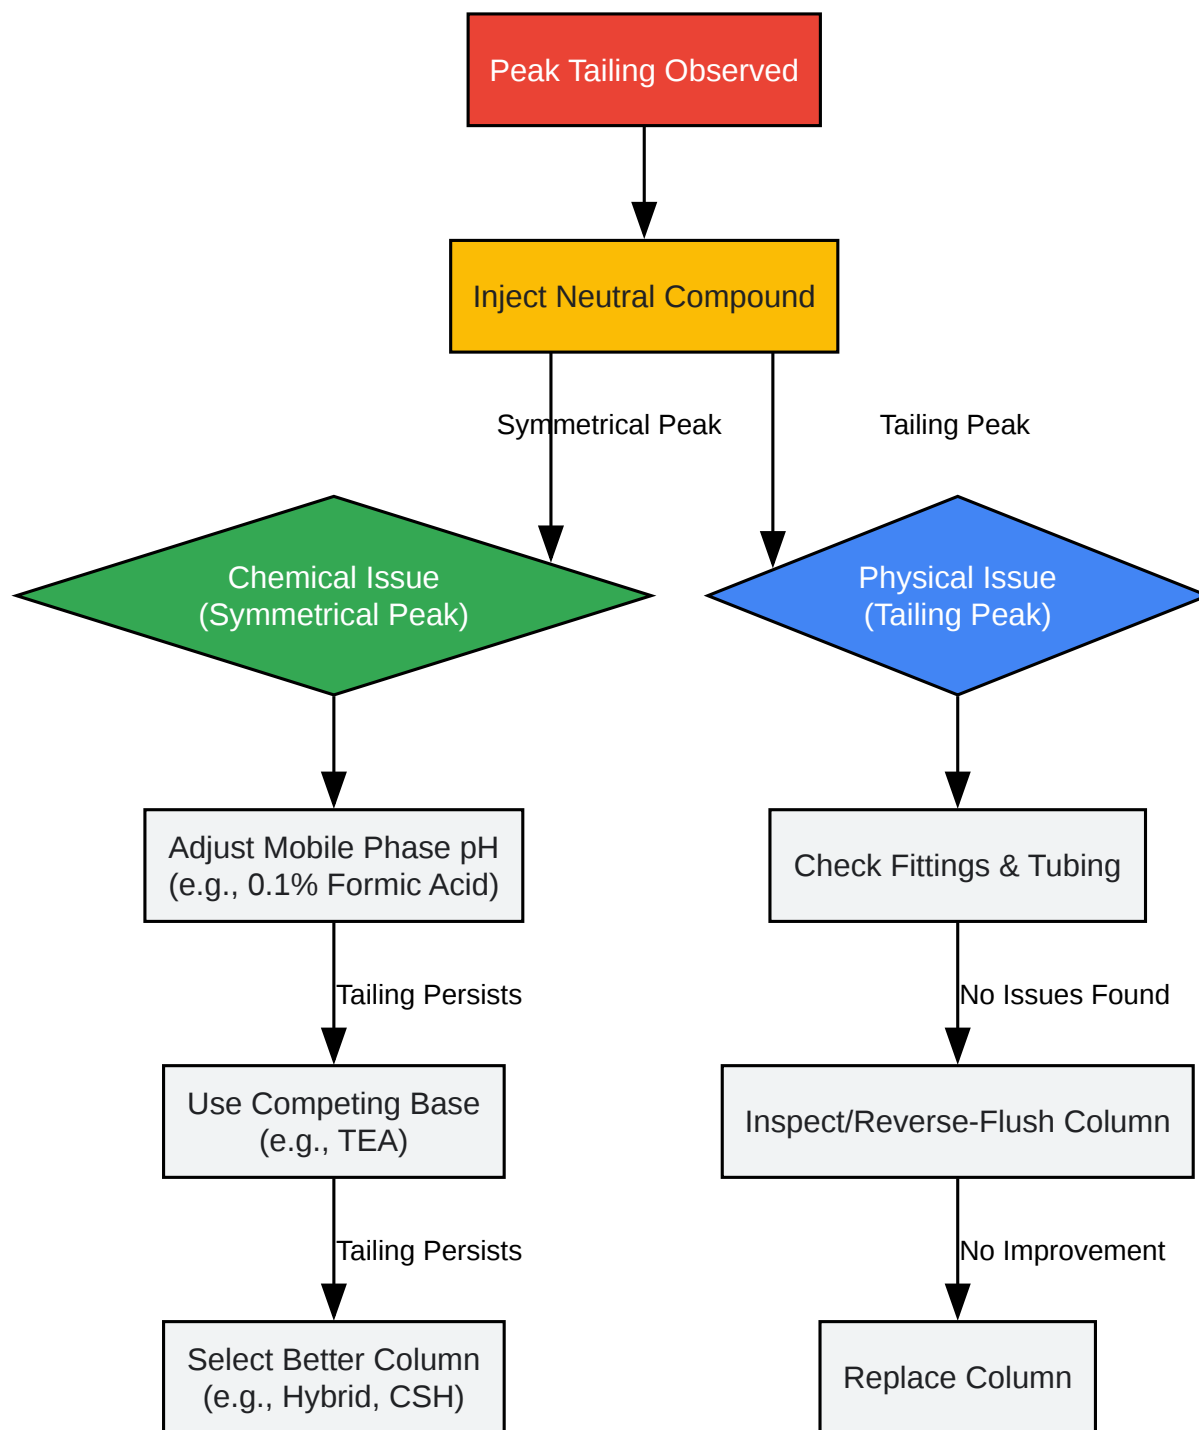 Peak Tailing Observed
Inject Neutral Compound
Symmetrical Peak
Tailing Peak
Chemical Issue
(Symmetrical Peak)
Physical Issue
(Tailing Peak)
Adjust Mobile Phase pH
(e.g., 0.1% Formic Acid)
Check Fittings & Tubing
Tailing Persists
No Issues Found
Use Competing Base
(e.g., TEA)
Inspect/Reverse-Flush Column
Tailing Persists
No Improvement
Select Better Column
(e.g., Hybrid, CSH)
Replace Column